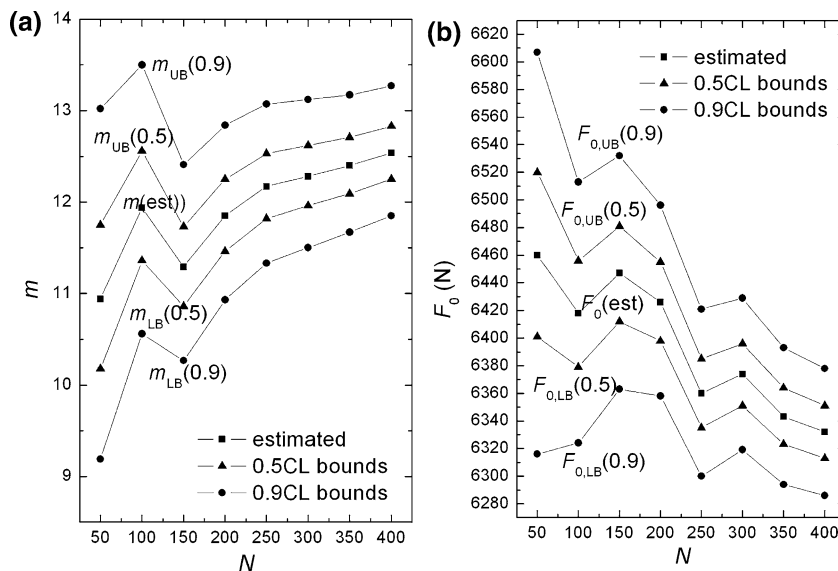 (a)
14
13
12
11
10
9
m
m_UB(0.9)
m_UB(0.5)
m(est))
m_LB(0.5)
m_LB(0.9)
estimated
0.5CL bounds
0.9CL bounds
50 100 150 200 250 300 350 400
N
(b)
6620
6600
6580
6560
6540
6520
6500
6480
6460
6440
6420
6400
6380
6360
6340
6320
6300
6280
F_0 (N)
estimated
0.5CL bounds
0.9CL bounds
F_0,UB(0.9)
F_0,UB(0.5)
F_0(est)
F_0,LB(0.5)
F_0,LB(0.9)
50 100 150 200 250 300 350 400
N